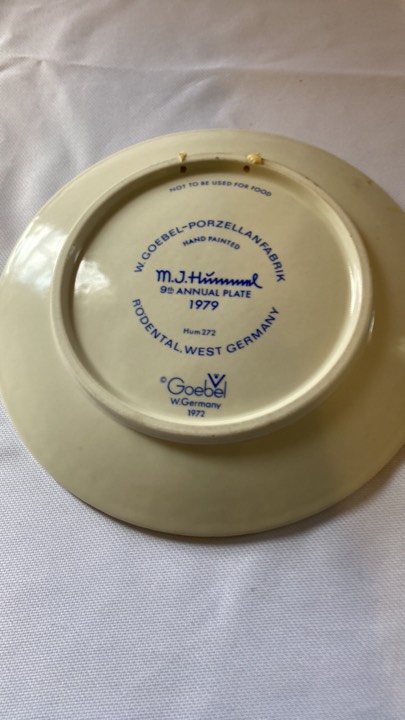 NOT TO BE USED FOR FOOD
W. GOEBEL-PORZELLANFABRIK
HAND PAINTED
M.J. Hummel
9th ANNUAL PLATE
1979
RÖDENTAL, WEST GERMANY
Hum 272
© Goebel
W. Germany
1972